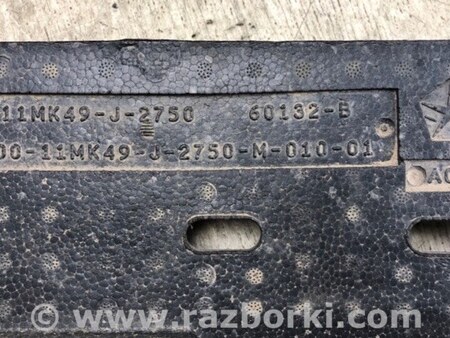 11MK49-J-2750 60132-B
00-11MK49-J-2750-M-010-01
AC
www.razborki.com